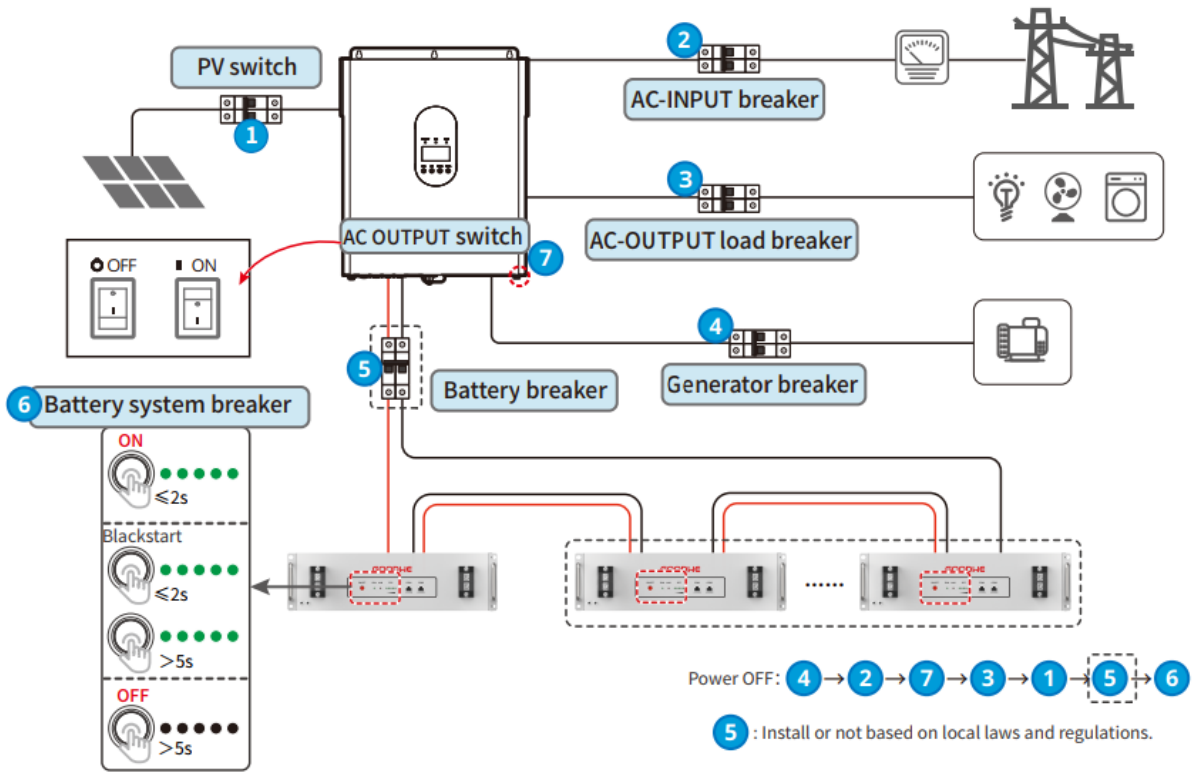 2
PV switch
AC-INPUT breaker
1
3
AC OUTPUT switch
AC-OUTPUT load breaker
7
OFF
ON
4
5
Battery breaker
Generator breaker
6 Battery system breaker
ON
≤2s
Blackstart
≤2s
>5s
OFF
>5s
......
Power OFF: 4 → 2 → 7 → 3 → 1 → 5 → 6
5 : Install or not based on local laws and regulations.